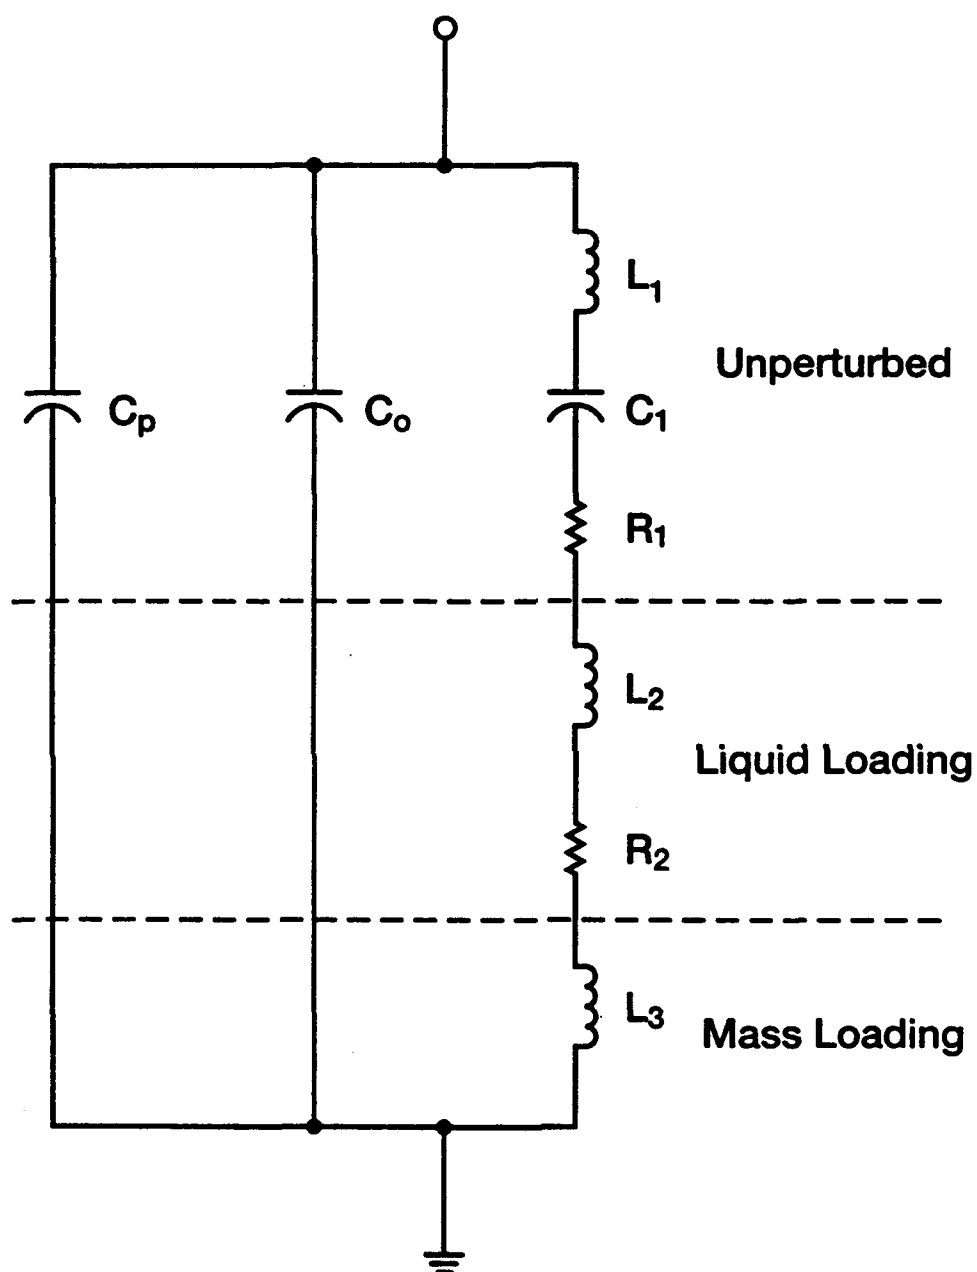 L₁
Unperturbed
Cₚ
Cₒ
C₁
R₁
L₂
Liquid Loading
R₂
L₃
Mass Loading